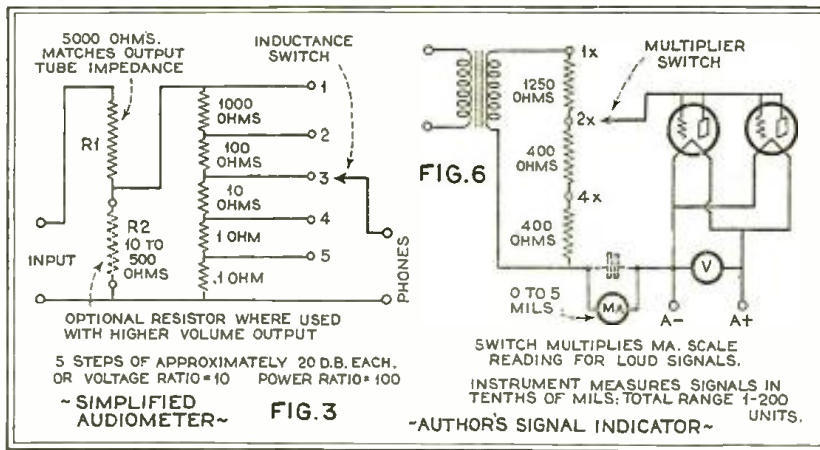 5000 OHM'S.
MATCHES OUTPUT
TUBE IMPEDANCE
INDUCTANCE
SWITCH
R1
1000
OHMS
100
OHMS
10
OHMS
1 OHM
.1 OHM
1
2
3
4
5
R2
10 TO
500
OHMS
INPUT
PHONES
OPTIONAL RESISTOR WHERE USED
WITH HIGHER VOLUME OUTPUT
5 STEPS OF APPROXIMATELY 20 D.B. EACH.
OR VOLTAGE RATIO=10 POWER RATIO=100
~SIMPLIFIED
AUDIOMETER~
FIG.3
1x
MULTIPLIER
SWITCH
1250
OHMS
2x
FIG.6
400
OHMS
4x
400
OHMS
0 TO 5
MILS
MA
V
A-
A+
SWITCH MULTIPLIES MA. SCALE
READING FOR LOUD SIGNALS.
INSTRUMENT MEASURES SIGNALS IN
TENTHS OF MILS: TOTAL RANGE 1-200
UNITS.
~AUTHOR'S SIGNAL INDICATOR~